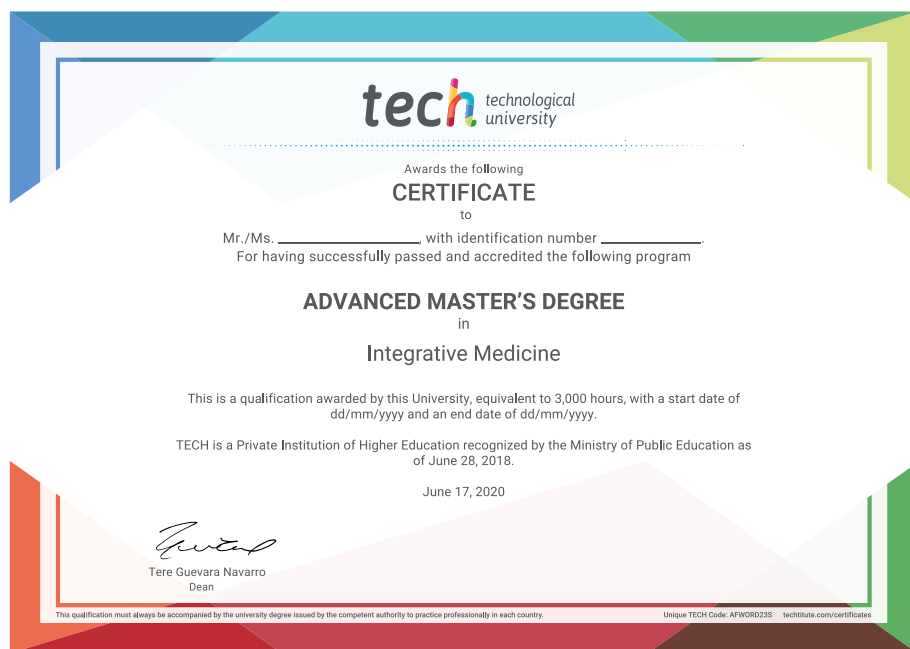 tech technological
university
Awards the following
CERTIFICATE
to
Mr./Ms. ____________________, with identification number ______________.
For having successfully passed and accredited the following program
ADVANCED MASTER’S DEGREE
in
Integrative Medicine
This is a qualification awarded by this University, equivalent to 3,000 hours, with a start date of
dd/mm/yyyy and an end date of dd/mm/yyyy.
TECH is a Private Institution of Higher Education recognized by the Ministry of Public Education as
of June 28, 2018.
June 17, 2020
Tere Guevara Navarro
Dean
This qualification must always be accompanied by the university degree issued by the competent authority to practice professionally in each country.
Unique TECH Code: AFWORD23S techtitute.com/certificates